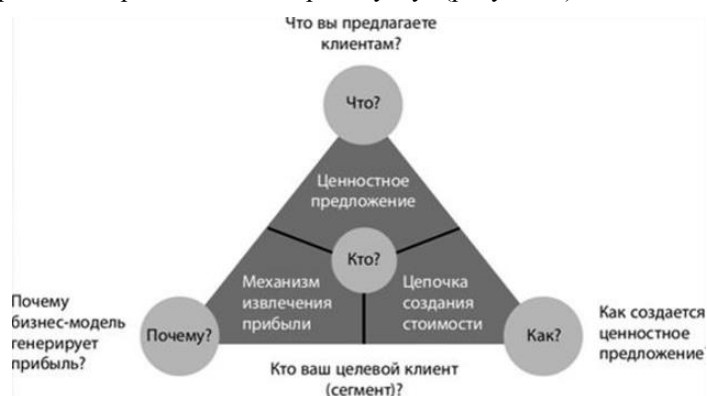 Что вы предлагаете
клиентам?
Что?
Ценностное
предложение
Кто?
Механизм
извлечения
прибыли
Цепочка
создания
стоимости
Почему
бизнес-модель
генерирует
прибыль?
Почему?
Как?
Как создается
ценностное
предложение
Кто ваш целевой клиент
(сегмент)?